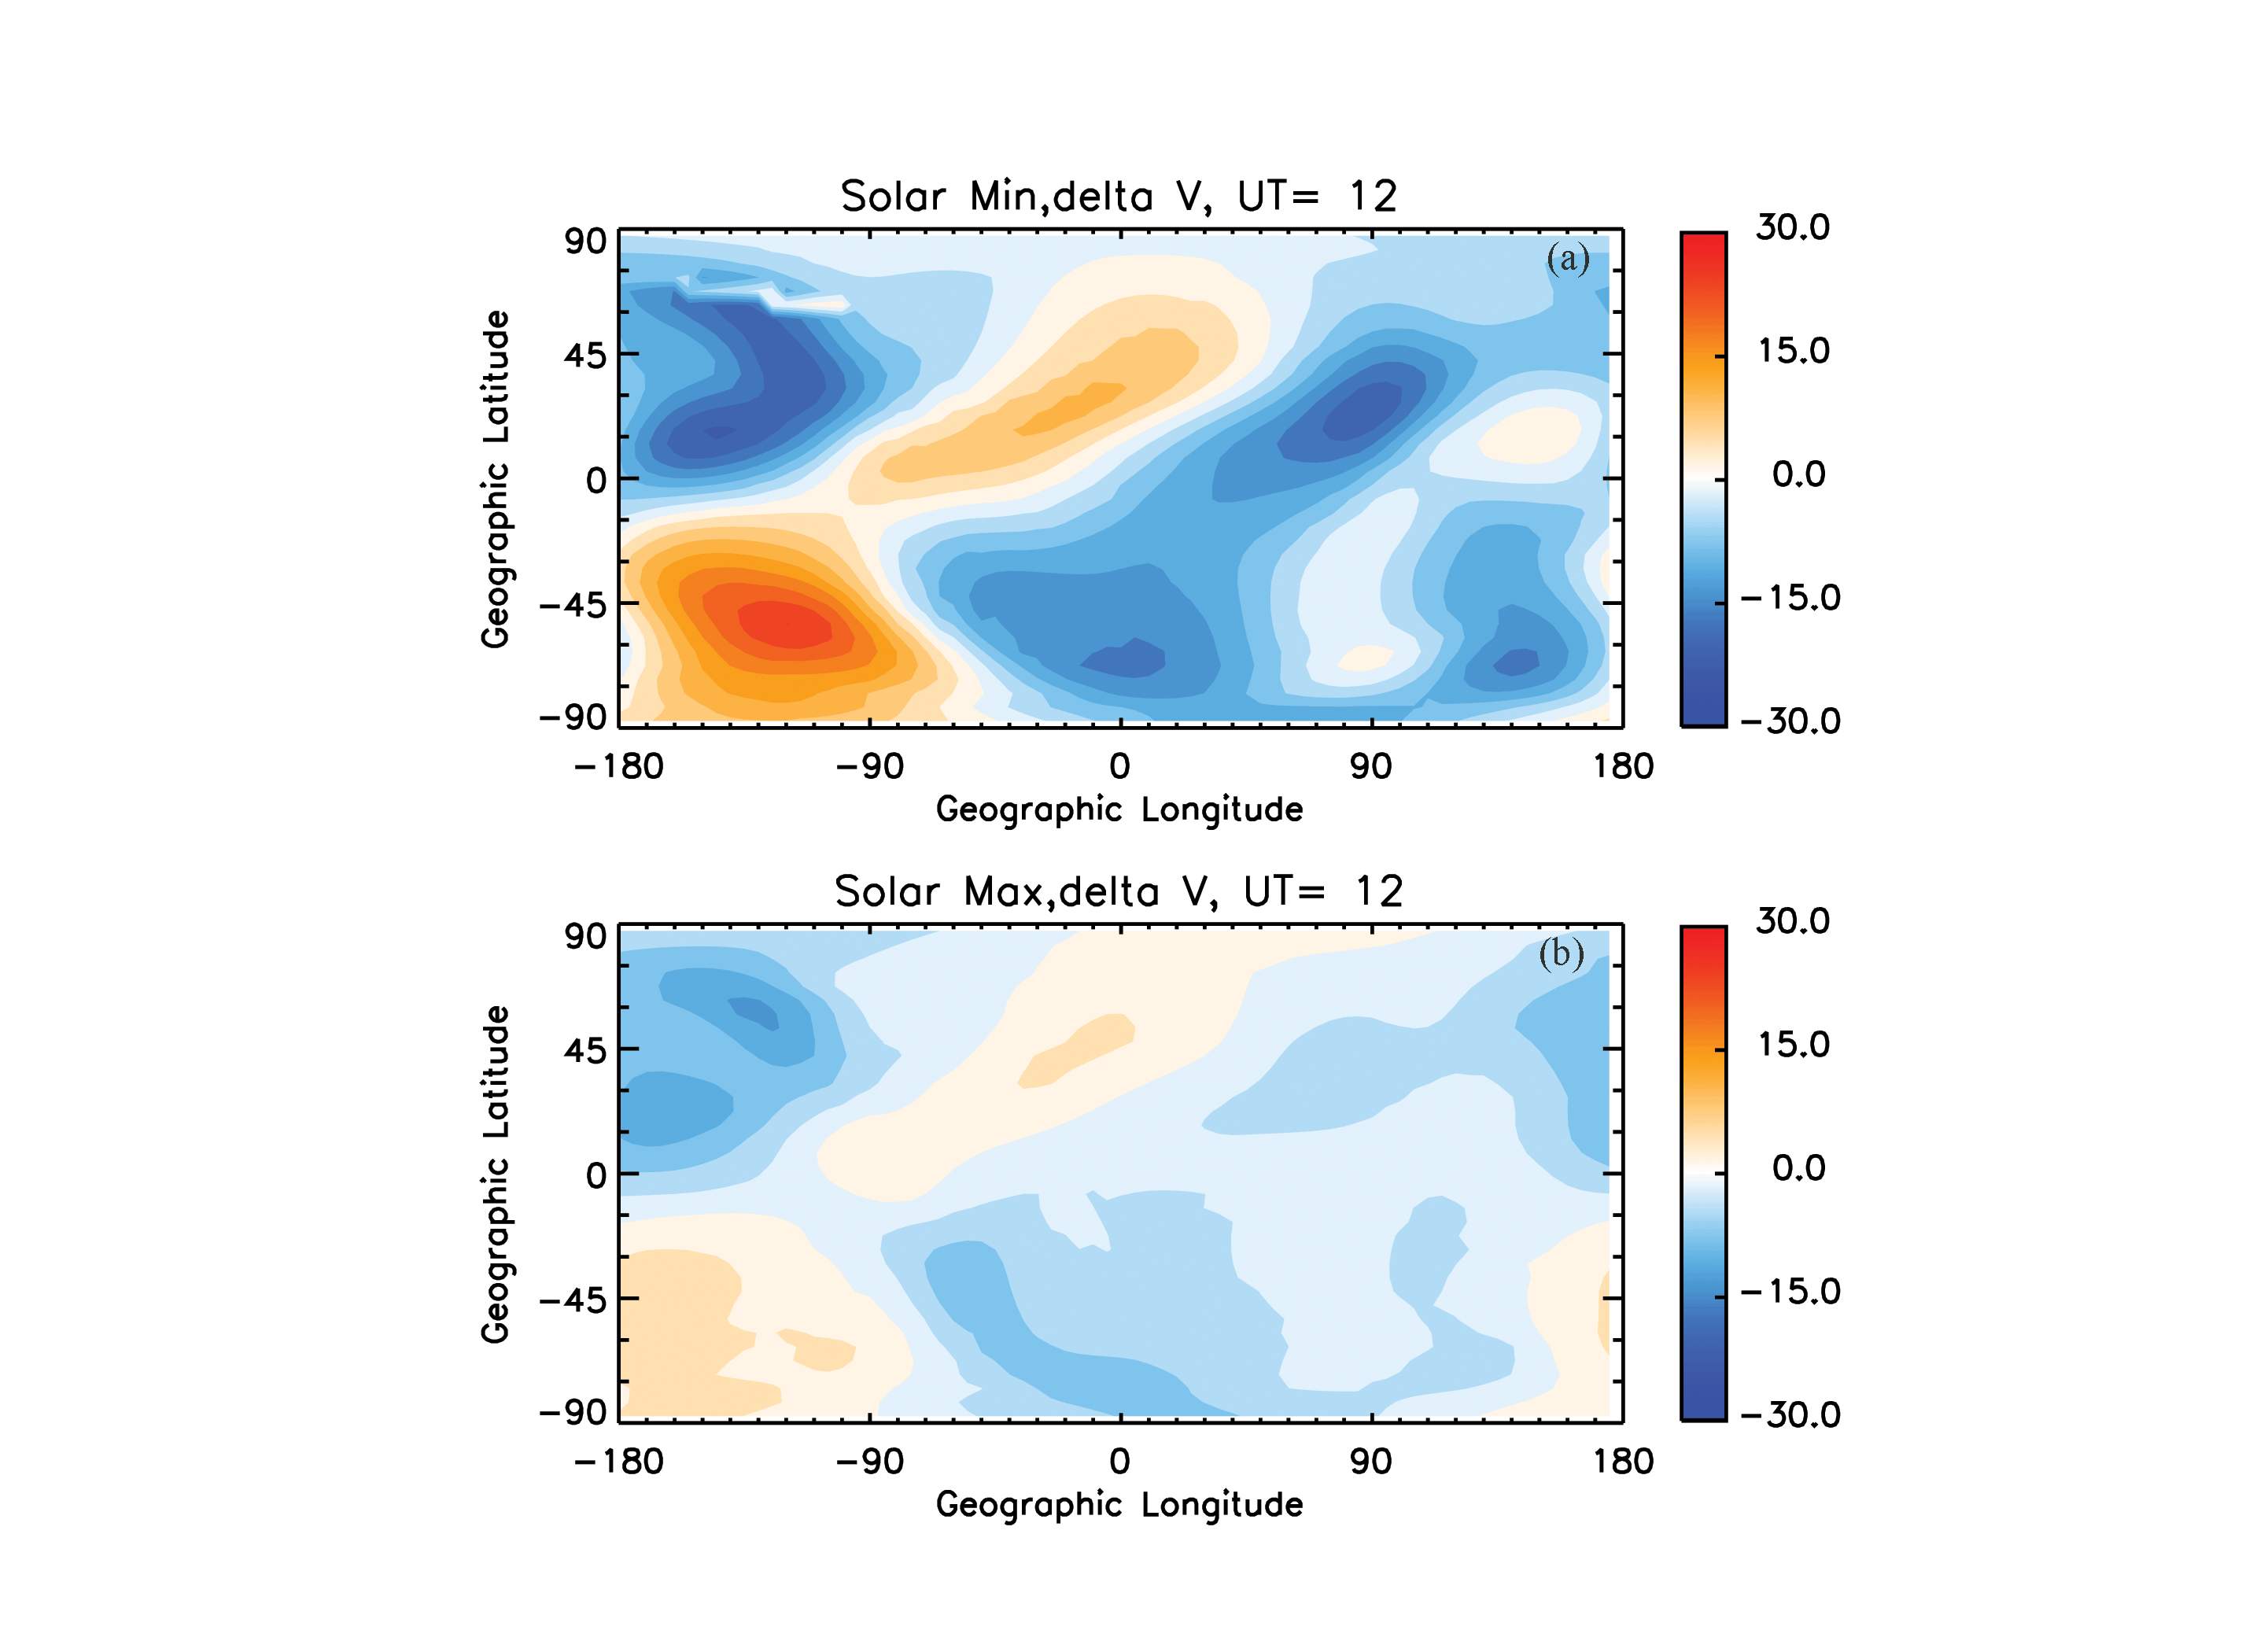 Solar Min,delta V, UT= 12
(a)
90
45
0
−45
−90
Geographic Latitude
−180 −90 0 90 180
Geographic Longitude
30.0
15.0
0.0
−15.0
−30.0
Solar Max,delta V, UT= 12
(b)
90
45
0
−45
−90
Geographic Latitude
−180 −90 0 90 180
Geographic Longitude
30.0
15.0
0.0
−15.0
−30.0